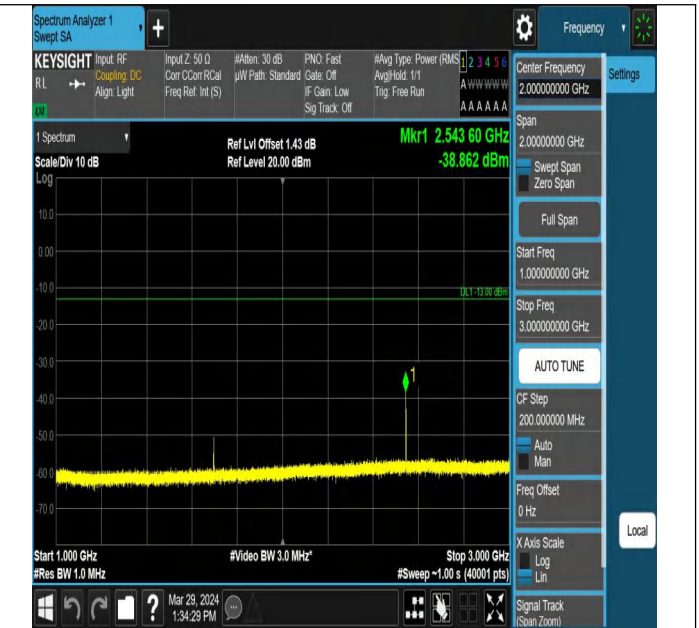 Spectrum Analyzer 1
Swept SA
+
Frequency
KEYSIGHT
RL
LXI
Input: RF
Coupling: DC
Align: Light
Input Z: 50 Ω
Corr CCorr RCal
Freq Ref: Int (S)
#Atten: 30 dB
µW Path: Standard
PNO: Fast
Gate: Off
IF Gain: Low
Sig Track: Off
#Avg Type: Power (RMS
Avg|Hold: 1/1
Trig: Free Run
1 2 3 4 5 6
A W W W W W
A A A A A A
1 Spectrum
Scale/Div 10 dB
Ref Lvl Offset 1.43 dB
Ref Level 20.00 dBm
Mkr1 2.543 60 GHz
-38.862 dBm
Log
10.0
0.00
-10.0
DL1 -13.00 dBm
-20.0
-30.0
1
-40.0
-50.0
-60.0
-70.0
Start 1.000 GHz
#Res BW 1.0 MHz
#Video BW 3.0 MHz*
Stop 3.000 GHz
#Sweep ~1.00 s (40001 pts)
Center Frequency
2.00000000 GHz
Settings
Span
2.00000000 GHz
Swept Span
Zero Span
Full Span
Start Freq
1.000000000 GHz
Stop Freq
3.000000000 GHz
AUTO TUNE
CF Step
200.000000 MHz
Auto
Man
Freq Offset
0 Hz
X Axis Scale
Log
Lin
Local
Signal Track
(Span Zoom)
?
Mar 29, 2024
1:34:29 PM